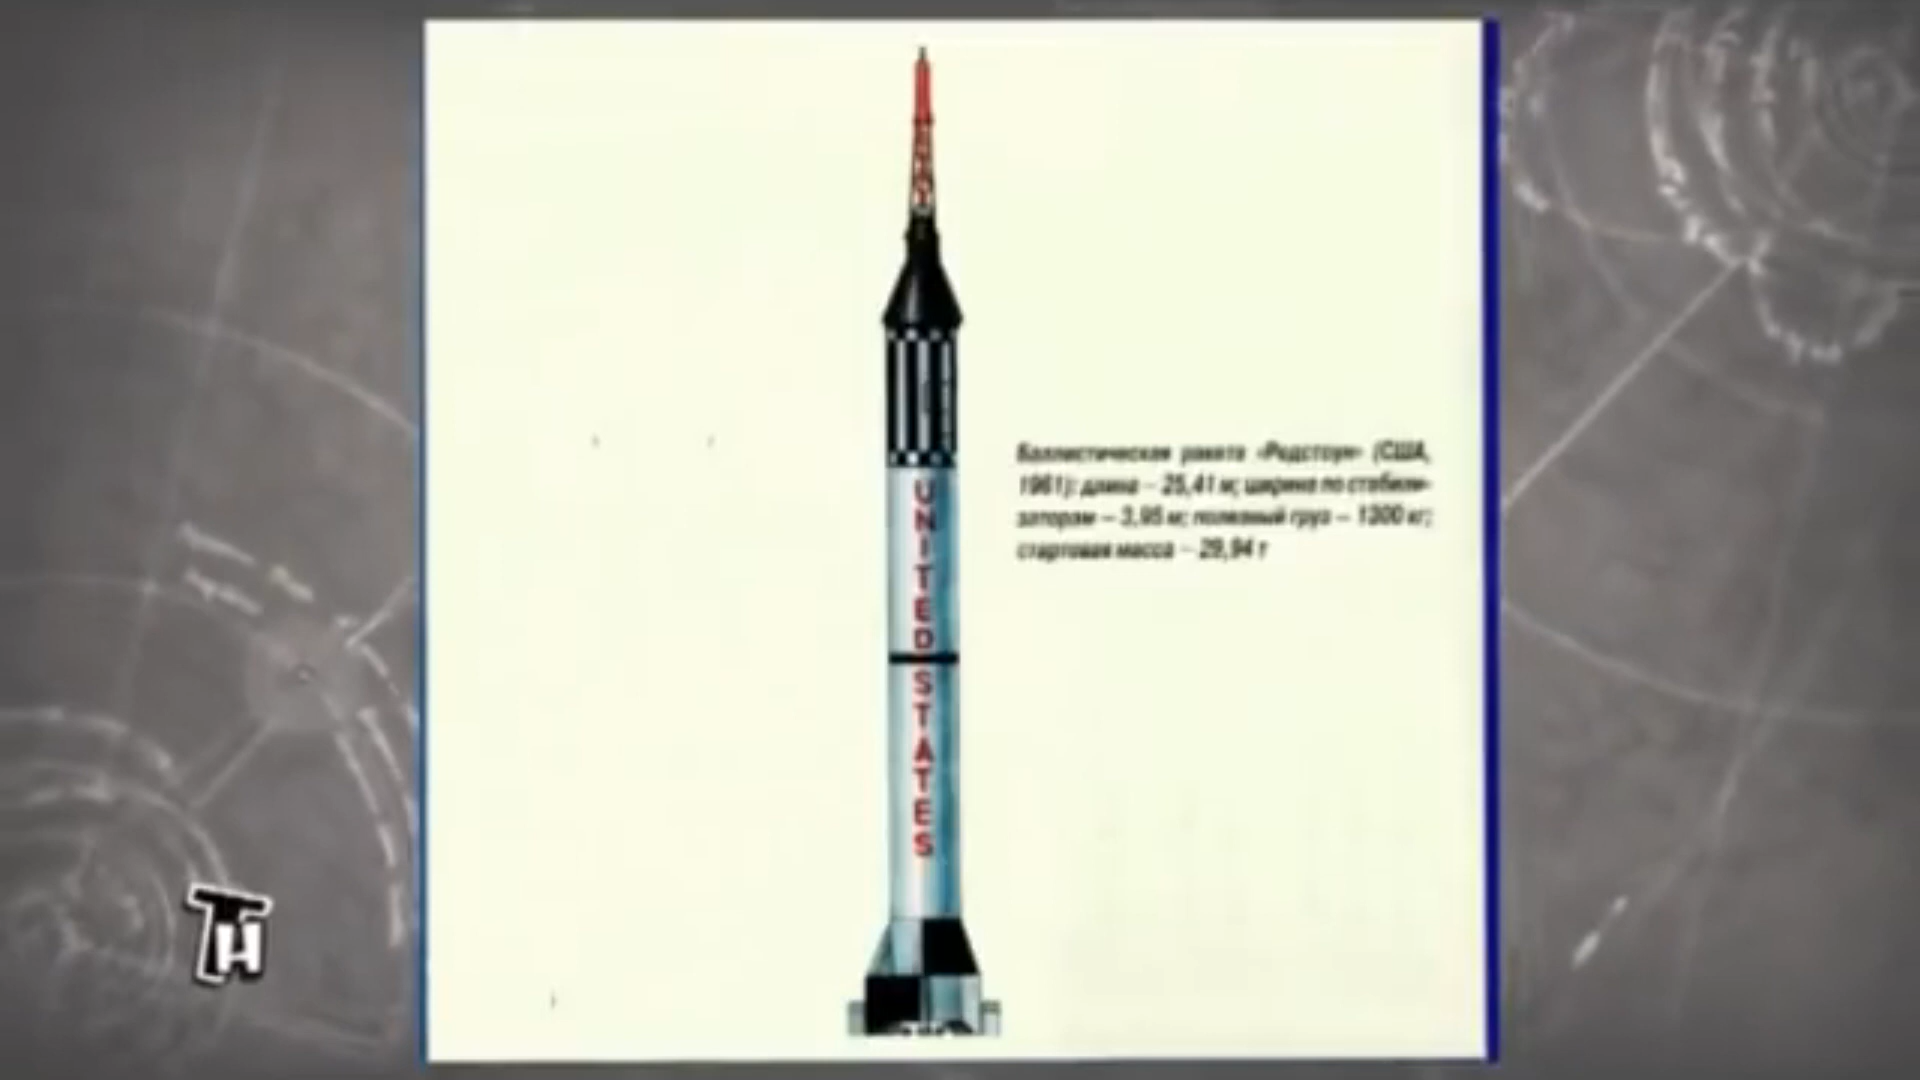 UNITED STATES
Баллистическая ракета «Редстоун» (США,
1961): длина – 25,41 м; ширина по стабили-
заторам – 3,95 м; полезный груз – 1300 кг;
стартовая масса – 29,94 т
ТН